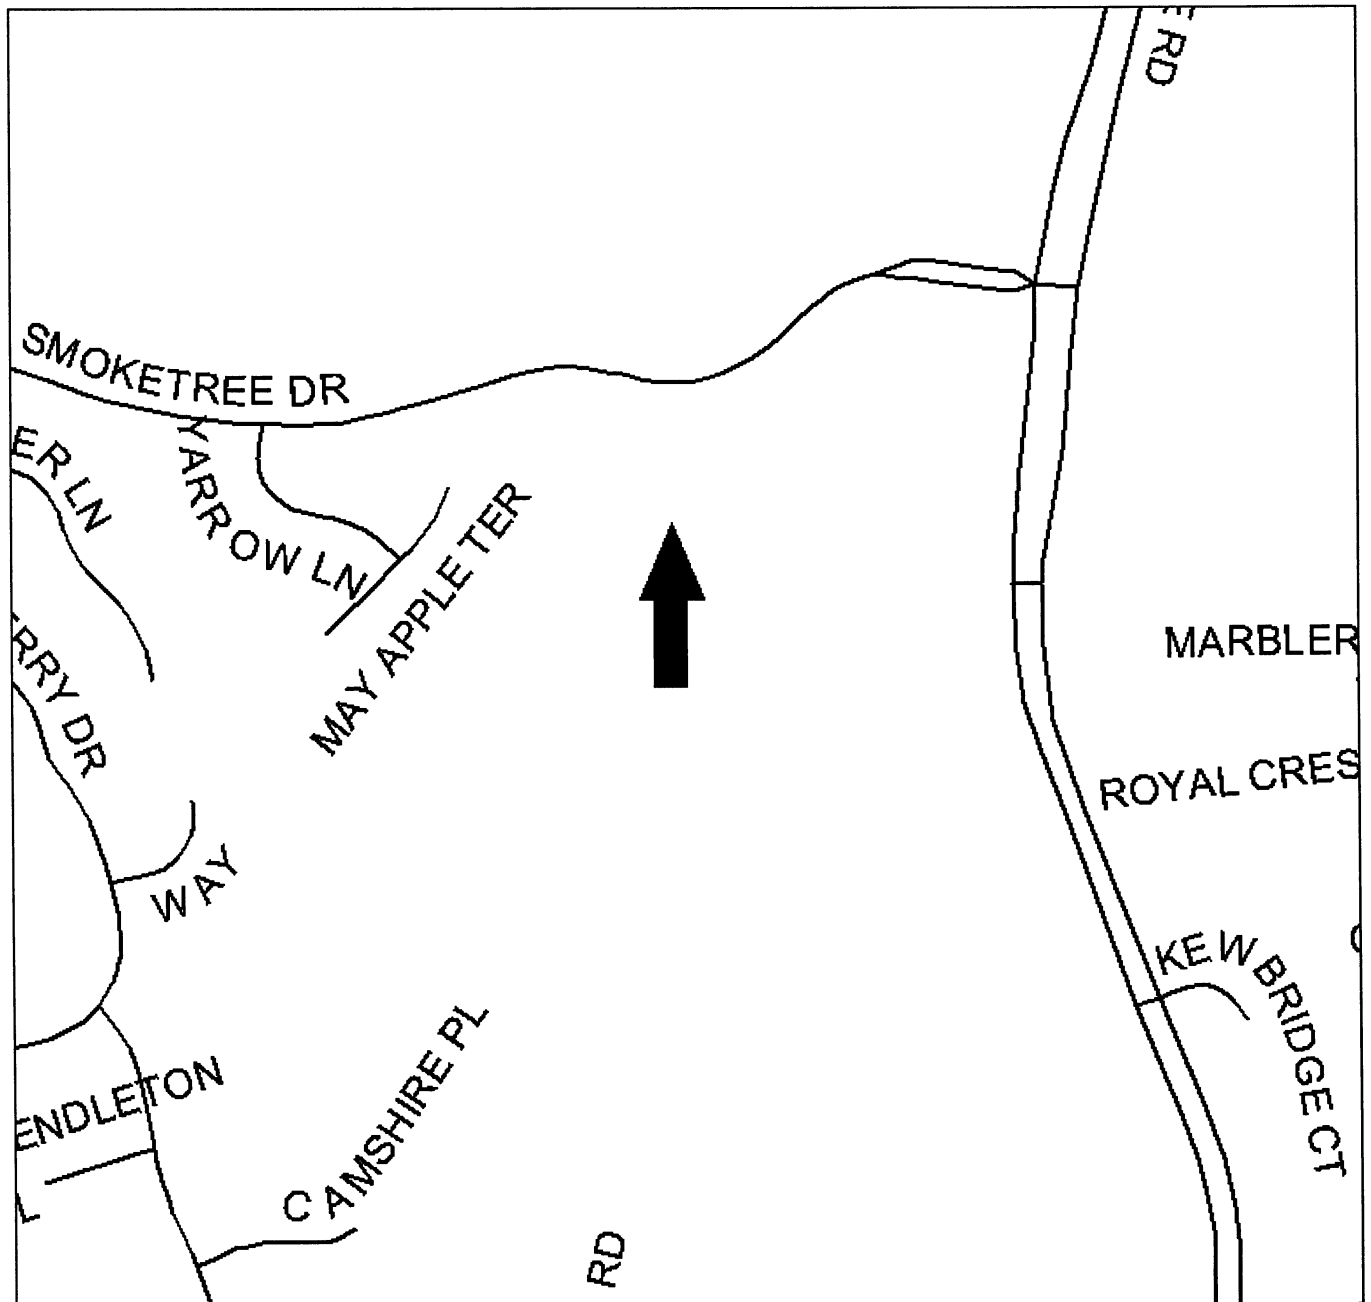 E RD
SMOKETREE DR
YARROW LN
ER LN
MAY APPLE TER
RRY DR
MARBLER
ROYAL CRES
WAY
KEW BRIDGE CT
ENDLETON
L
CAMSHIRE PL
RD